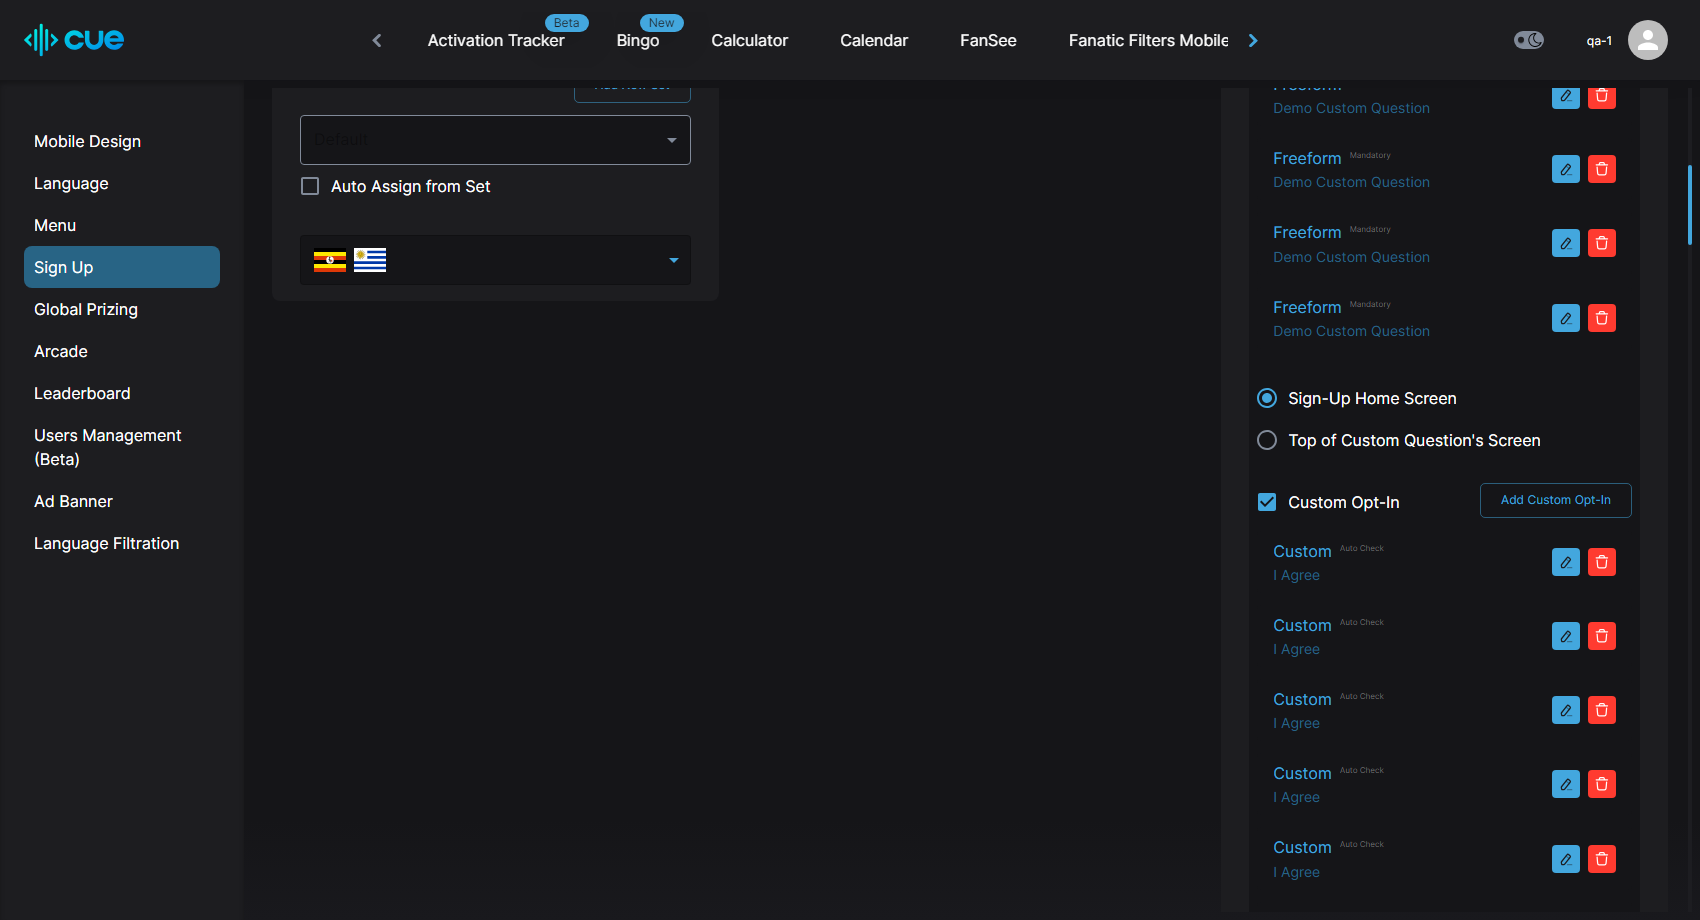 cue
Activation Tracker
Beta
Bingo
New
Calculator
Calendar
FanSee
Fanatic Filters Mobile
qa-1
Mobile Design
Language
Menu
Sign Up
Global Prizing
Arcade
Leaderboard
Users Management
(Beta)
Ad Banner
Language Filtration
Default
Auto Assign from Set
Freeform
Demo Custom Question
Freeform Mandatory
Demo Custom Question
Freeform Mandatory
Demo Custom Question
Freeform Mandatory
Demo Custom Question
Sign-Up Home Screen
Top of Custom Question's Screen
Custom Opt-In
Add Custom Opt-In
Custom Auto Check
I Agree
Custom Auto Check
I Agree
Custom Auto Check
I Agree
Custom Auto Check
I Agree
Custom Auto Check
I Agree